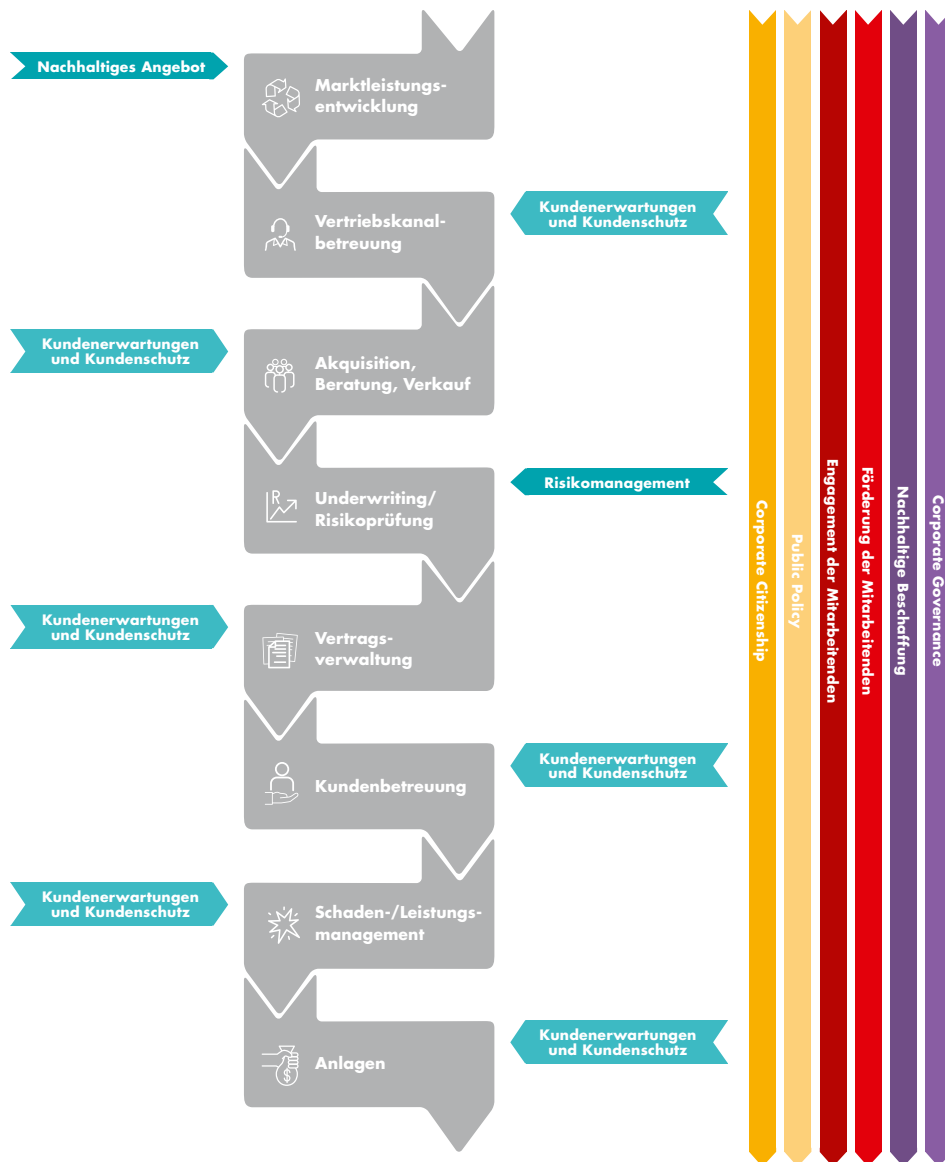 Nachhaltiges Angebot
Marktleistungs-
entwicklung
Vertriebskanal-
betreuung
Kundenerwartungen
und Kundenschutz
Kundenerwartungen
und Kundenschutz
Akquisition,
Beratung, Verkauf
Underwriting/
Risikoprüfung
R
Risikomanagement
Kundenerwartungen
und Kundenschutz
Vertrags-
verwaltung
Kundenbetreuung
Kundenerwartungen
und Kundenschutz
Kundenerwartungen
und Kundenschutz
Schaden-/Leistungs-
management
$
Anlagen
Kundenerwartungen
und Kundenschutz
Corporate Citizenship
Public Policy
Engagement der Mitarbeitenden
Förderung der Mitarbeitenden
Nachhaltige Beschaffung
Corporate Governance